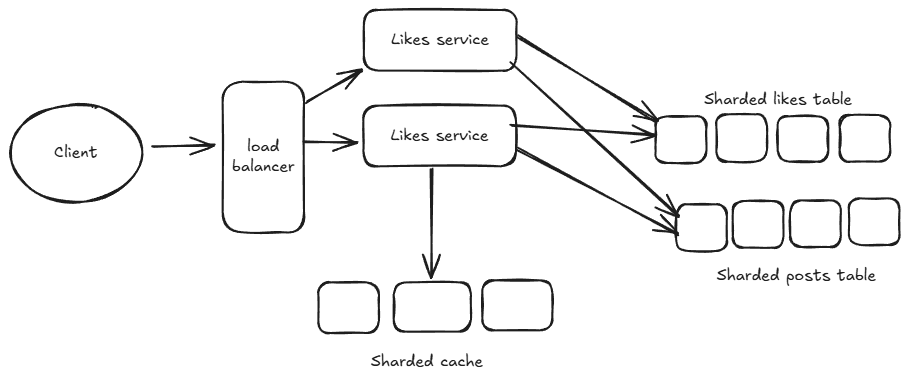 Likes service
Client
load
balancer
Likes service
Sharded likes table
Sharded posts table
Sharded cache